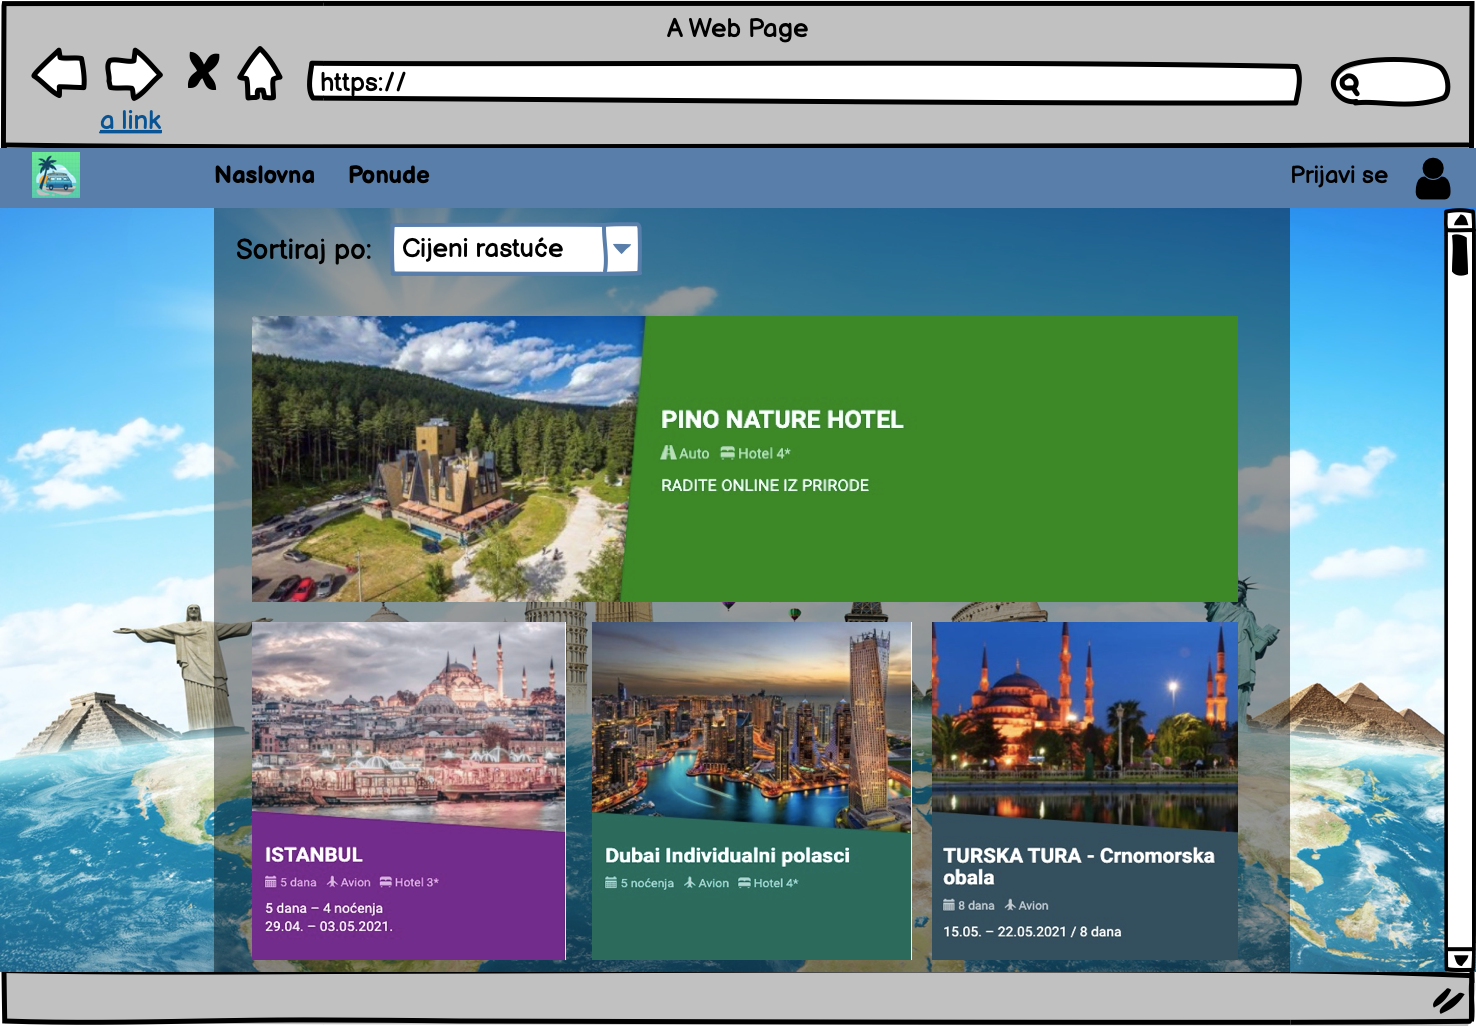 A Web Page
https://
a link
Naslovna Ponude Prijavi se
Sortiraj po: Cijeni rastuće
PINO NATURE HOTEL
Auto Hotel 4*
RADITE ONLINE IZ PRIRODE
ISTANBUL
5 dana Avion Hotel 3*
5 dana – 4 noćenja
29.04. – 03.05.2021.
Dubai Individualni polasci
5 noćenja Avion Hotel 4*
TURSKA TURA - Crnomorska
obala
8 dana Avion
15.05. – 22.05.2021 / 8 dana